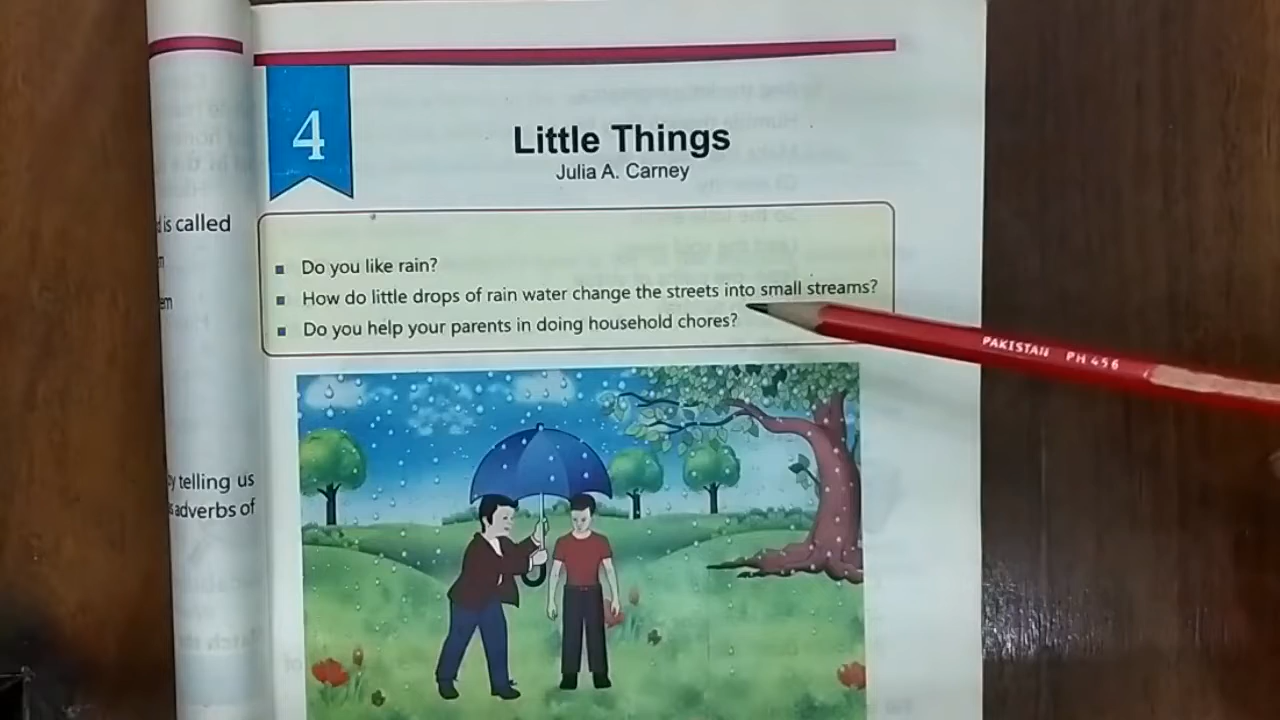 4
Little Things
Julia A. Carney
is called
Do you like rain?
How do little drops of rain water change the streets into small streams?
Do you help your parents in doing household chores?
PAKISTAN PH 456
telling us
adverbs of